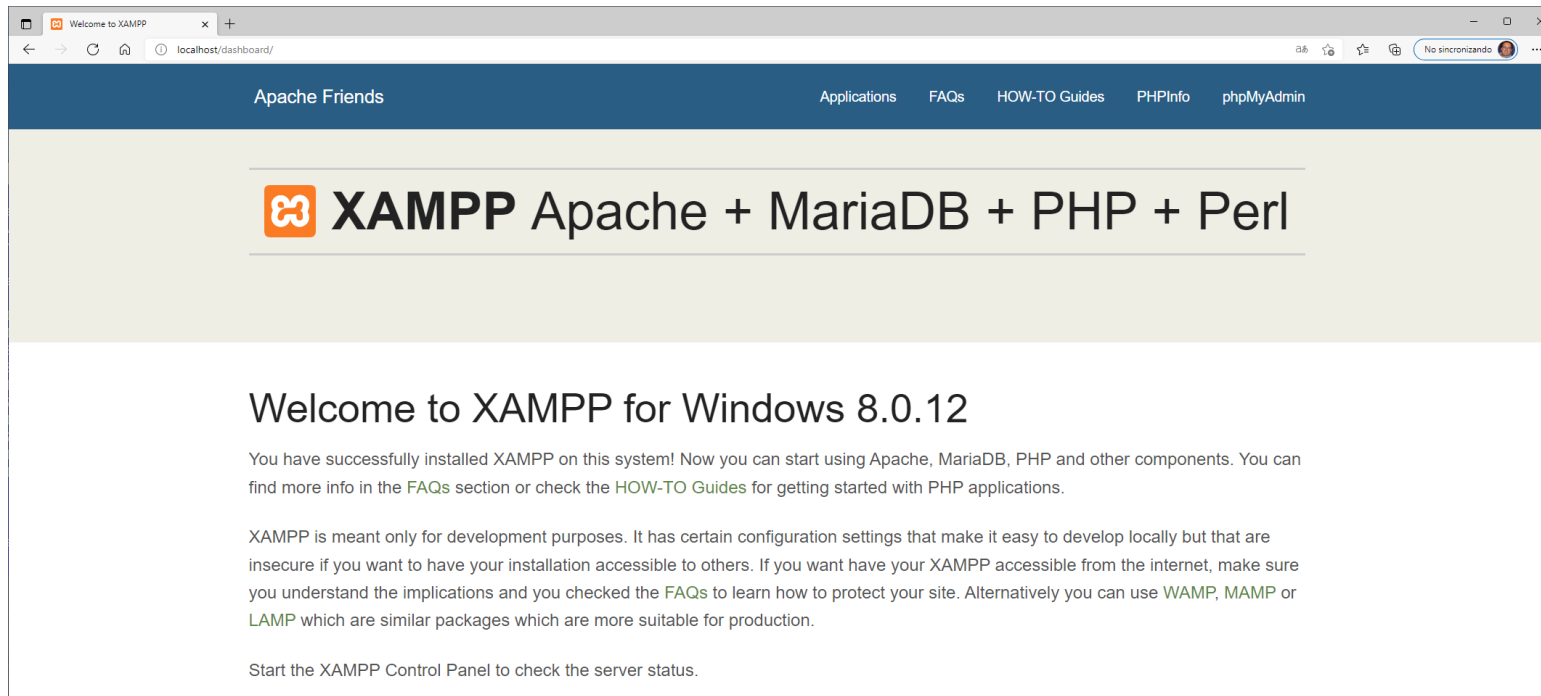 Welcome to XAMPP
localhost/dashboard/
No sincronizando
Apache Friends
Applications FAQs HOW-TO Guides PHPInfo phpMyAdmin
XAMPP Apache + MariaDB + PHP + Perl
Welcome to XAMPP for Windows 8.0.12
You have successfully installed XAMPP on this system! Now you can start using Apache, MariaDB, PHP and other components. You can
find more info in the FAQs section or check the HOW-TO Guides for getting started with PHP applications.
XAMPP is meant only for development purposes. It has certain configuration settings that make it easy to develop locally but that are
insecure if you want to have your installation accessible to others. If you want have your XAMPP accessible from the internet, make sure
you understand the implications and you checked the FAQs to learn how to protect your site. Alternatively you can use WAMP, MAMP or
LAMP which are similar packages which are more suitable for production.
Start the XAMPP Control Panel to check the server status.